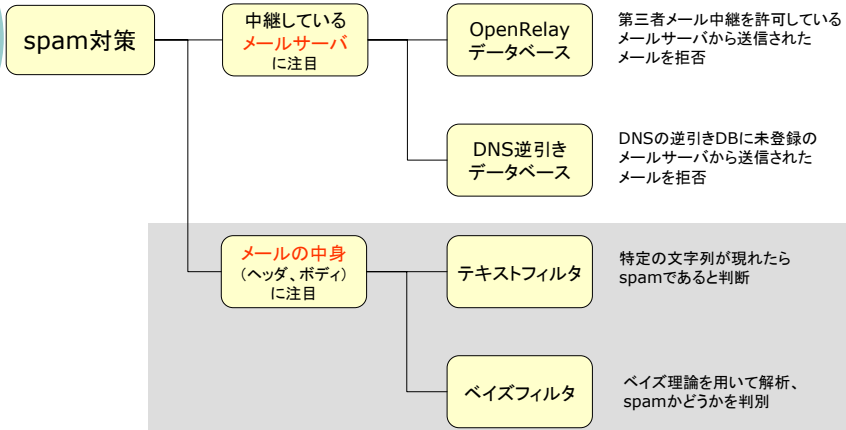 spam対策
中継している
メールサーバ
に注目
OpenRelay
データベース
第三者メール中継を許可している
メールサーバから送信された
メールを拒否
DNS逆引き
データベース
DNSの逆引きDBに未登録の
メールサーバから送信された
メールを拒否
メールの中身
(ヘッダ、ボディ)
に注目
テキストフィルタ
特定の文字列が現れたら
spamであると判断
ベイズフィルタ
ベイズ理論を用いて解析、
spamかどうかを判別